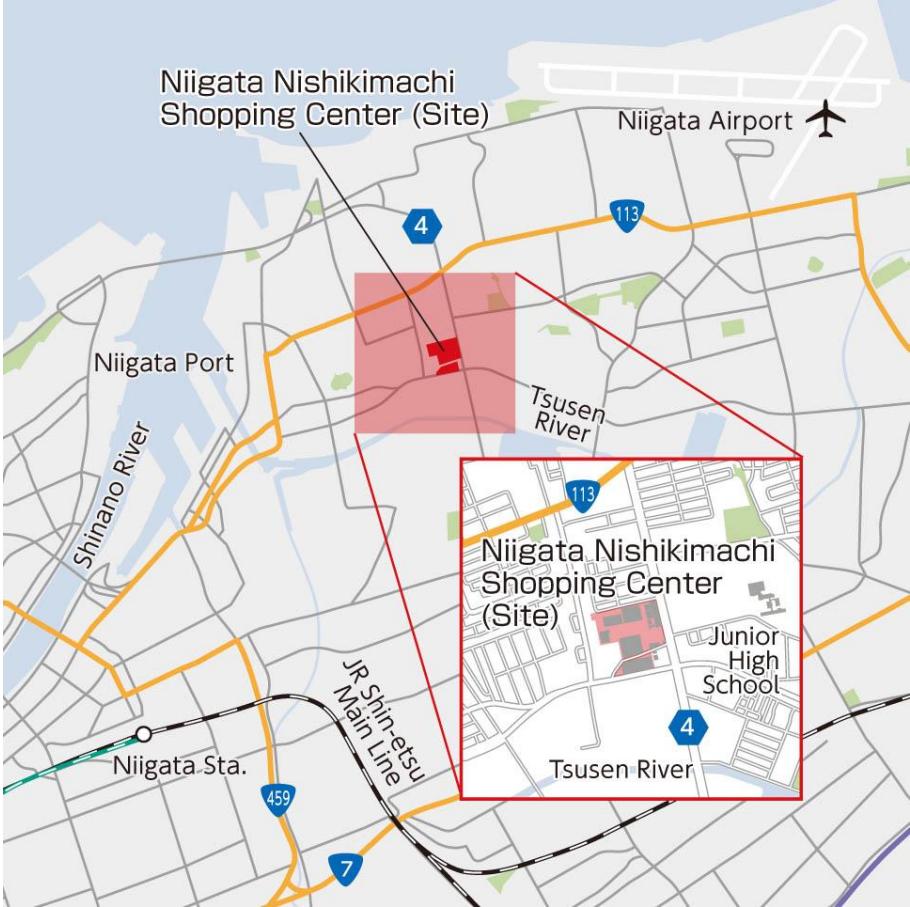 Niigata Nishikimachi
Shopping Center (Site)
Niigata Airport
4
113
Niigata Port
Tsusen
River
Shinano River
113
Niigata Nishikimachi
Shopping Center
(Site)
Junior
High
School
4
Tsusen River
JR Shin-etsu
Main Line
Niigata Sta.
459
7